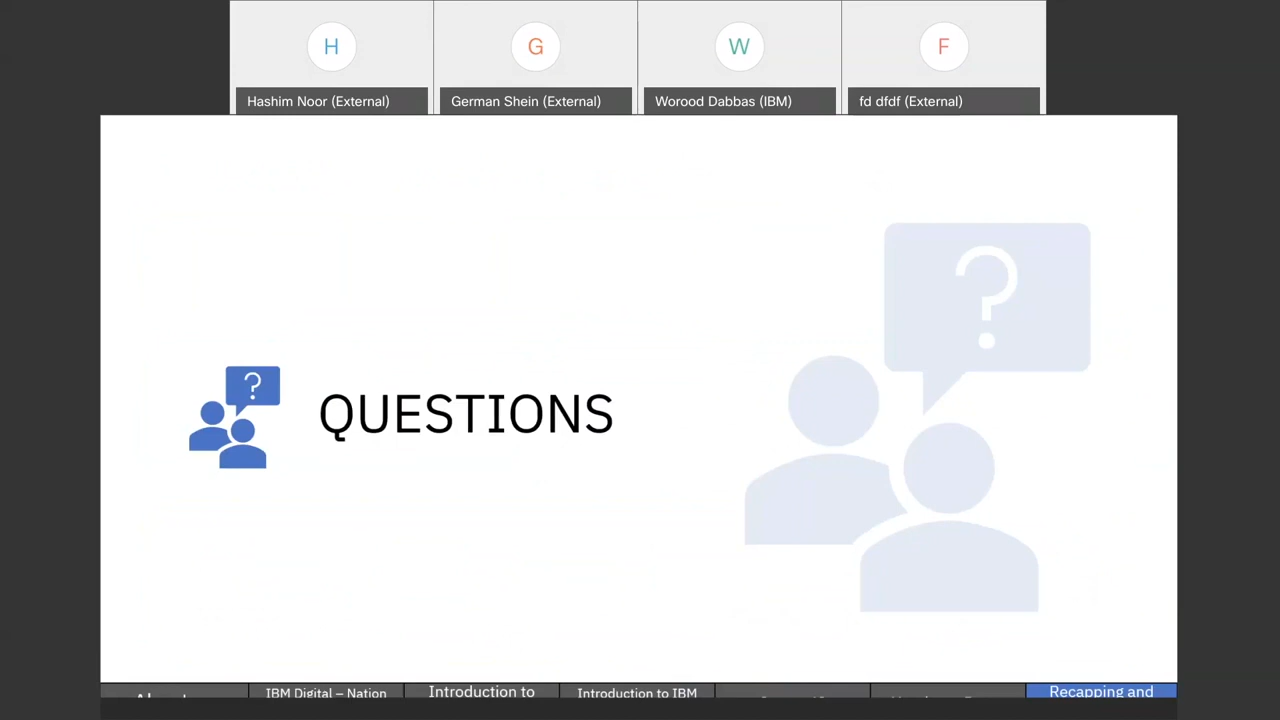 H
G
W
F
Hashim Noor (External)
German Shein (External)
Worood Dabbas (IBM)
fd dfdf (External)
?
?
QUESTIONS
IBM Digital – Nation
Introduction to
Introduction to IBM
Recapping and